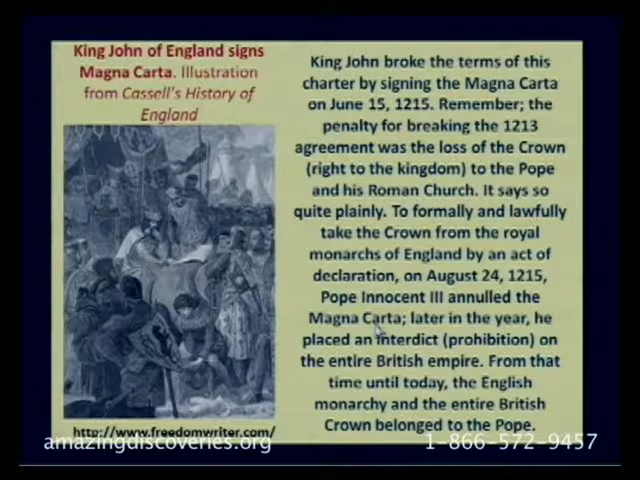 King John of England signs
Magna Carta. Illustration
from Cassell's History of
England
King John broke the terms of this
charter by signing the Magna Carta
on June 15, 1215. Remember; the
penalty for breaking the 1213
agreement was the loss of the Crown
(right to the kingdom) to the Pope
and his Roman Church. It says so
quite plainly. To formally and lawfully
take the Crown from the royal
monarchs of England by an act of
declaration, on August 24, 1215,
Pope Innocent III annulled the
Magna Carta; later in the year, he
placed an interdict (prohibition) on
the entire British empire. From that
time until today, the English
monarchy and the entire British
Crown belonged to the Pope.
http://www.freedomwriter.com/
amazingdiscoveries.org
1-866-572-9457